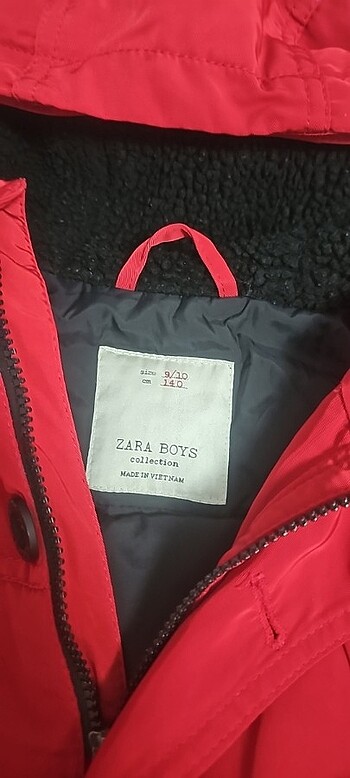 size 9/10
cm 140
ZARA BOYS
collection
MADE IN VIETNAM